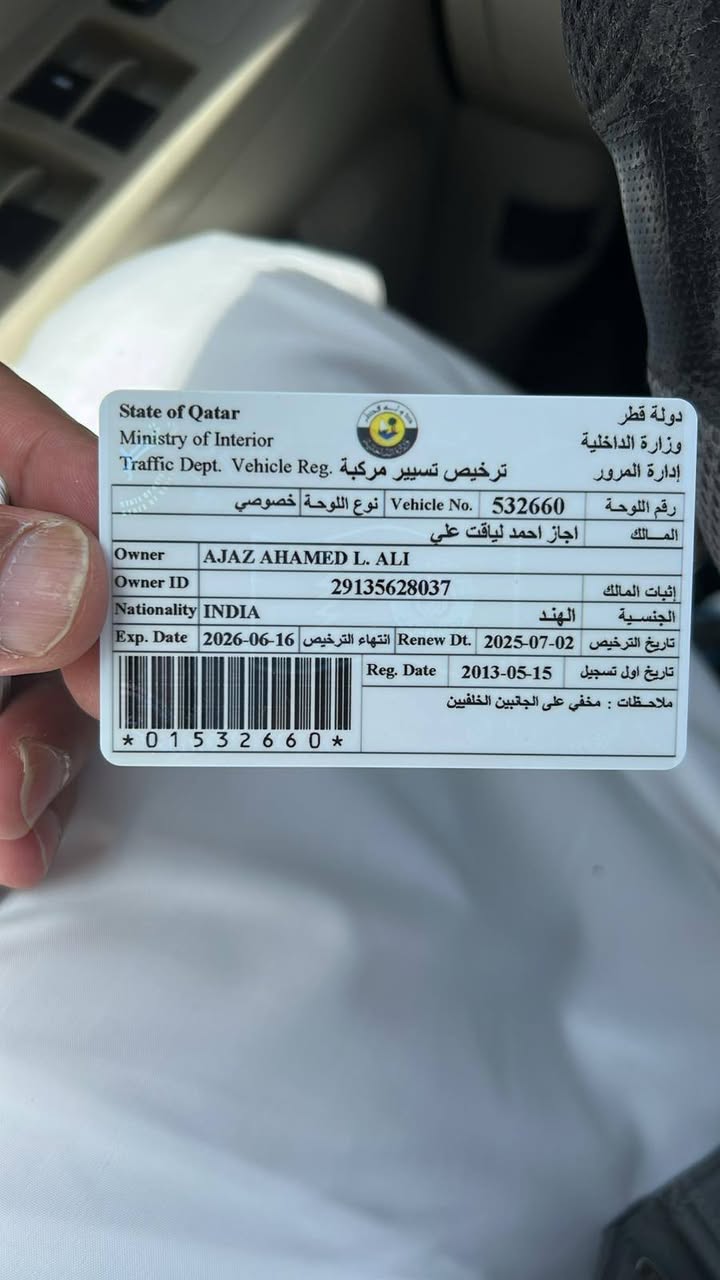 State of Qatar دولة قطر
Ministry of Interior وزارة الداخلية
Traffic Dept. Vehicle Reg. ترخيص تسيير مركبة إدارة المرور
رقم اللوحة 532660 Vehicle No. نوع اللوحة خصوصي
المـــالك اجاز احمد لياقت علي
Owner AJAZ AHAMED L. ALI
Owner ID 29135628037 إثبات المالك
Nationality INDIA الهند الجنسية
Exp. Date 2026-06-16 انتهاء الترخيص Renew Dt. 2025-07-02 تاريخ الترخيص
Reg. Date 2013-05-15 تاريخ اول تسجيل
ملاحظات : مخفي على الجانبين الخلفيين
*01532660*